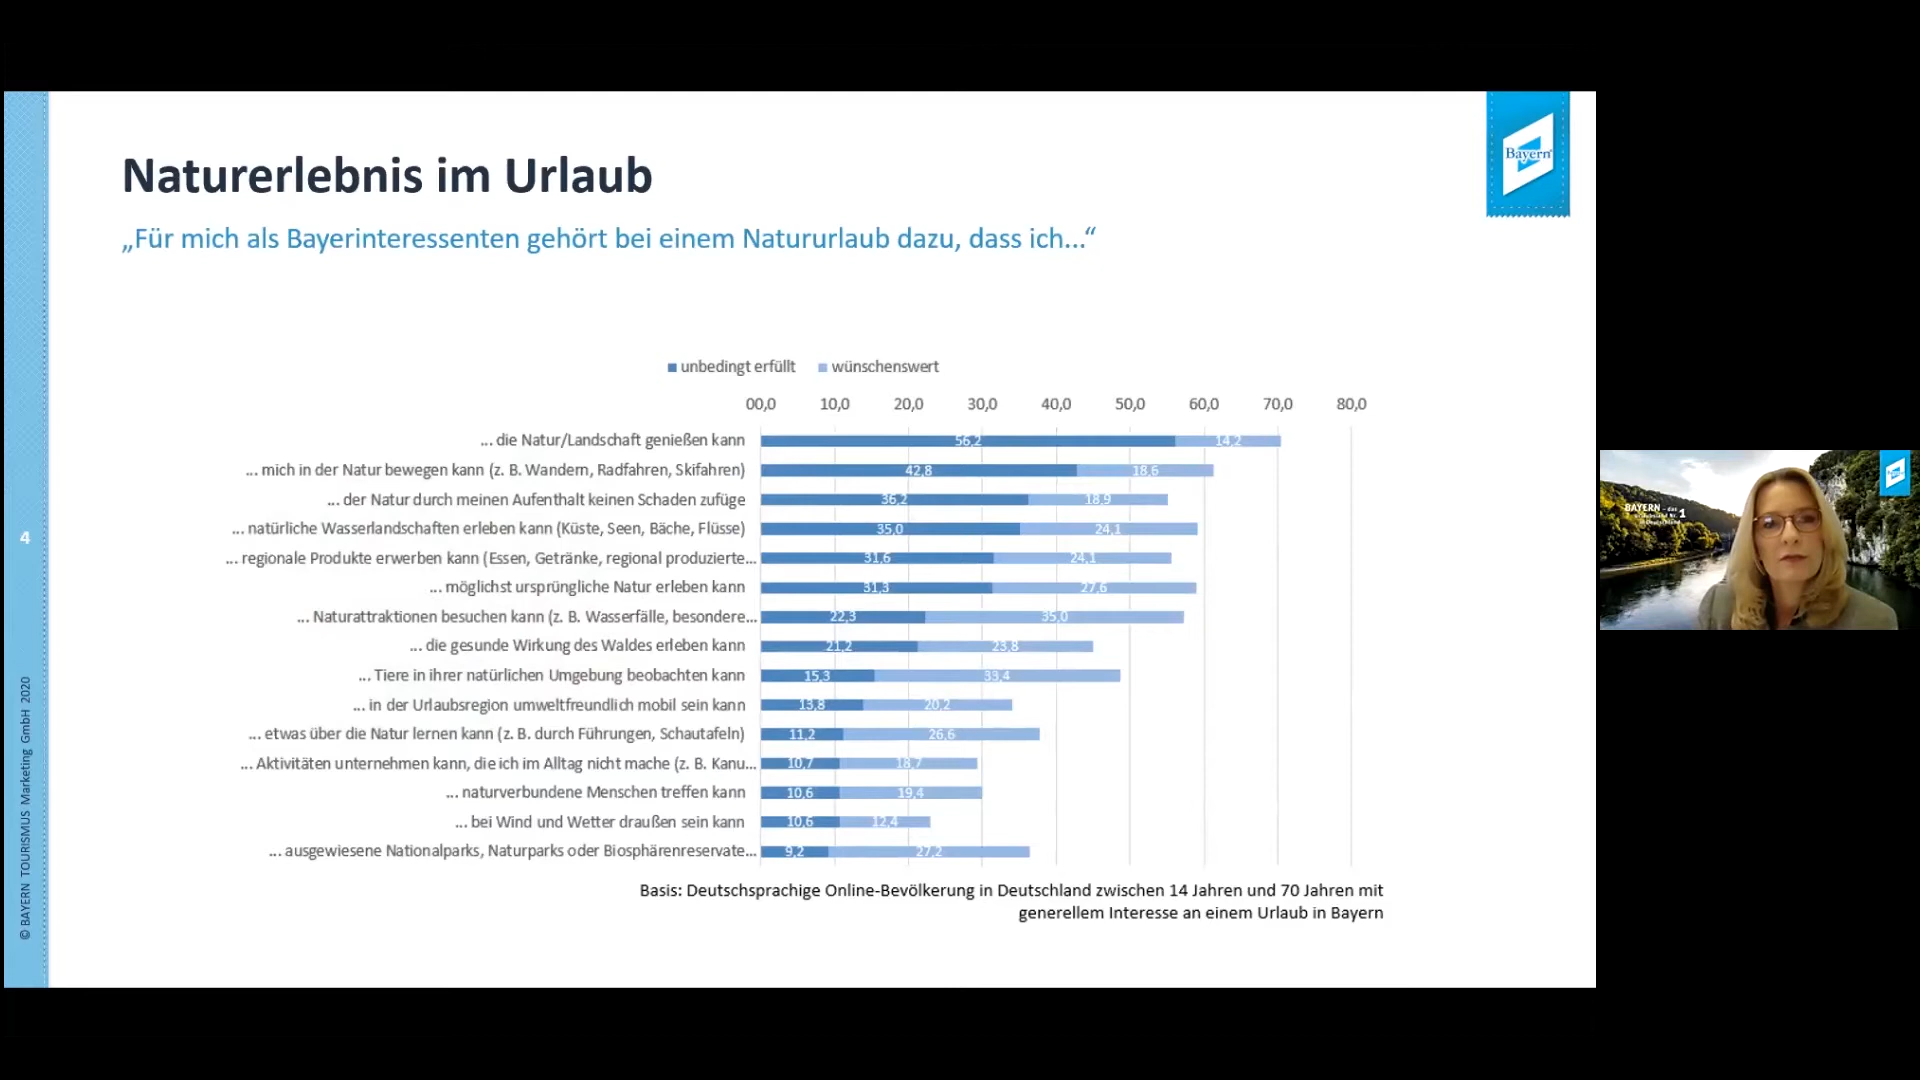 Naturerlebnis im Urlaub
„Für mich als Bayerinteressenten gehört bei einem Natururlaub dazu, dass ich...“
Bayern
unbedingt erfüllt wünschenswert
00,0 10,0 20,0 30,0 40,0 50,0 60,0 70,0 80,0
... die Natur/Landschaft genießen kann 56,2 14,2
... mich in der Natur bewegen kann (z. B. Wandern, Radfahren, Skifahren) 42,8 18,6
... der Natur durch meinen Aufenthalt keinen Schaden zufüge 36,2 18,9
... natürliche Wasserlandschaften erleben kann (Küste, Seen, Bäche, Flüsse) 35,0 24,1
... regionale Produkte erwerben kann (Essen, Getränke, regional produzierte... 31,6 24,1
... möglichst ursprüngliche Natur erleben kann 31,3 27,6
... Naturattraktionen besuchen kann (z. B. Wasserfälle, besondere... 22,3 35,0
... die gesunde Wirkung des Waldes erleben kann 21,2 23,8
... Tiere in ihrer natürlichen Umgebung beobachten kann 15,3 33,4
... in der Urlaubsregion umweltfreundlich mobil sein kann 13,8 20,2
... etwas über die Natur lernen kann (z. B. durch Führungen, Schautafeln) 11,2 26,6
... Aktivitäten unternehmen kann, die ich im Alltag nicht mache (z. B. Kanu... 10,7 18,7
... naturverbundene Menschen treffen kann 10,6 19,4
... bei Wind und Wetter draußen sein kann 10,6 12,4
... ausgewiesene Nationalparks, Naturparks oder Biosphärenreservate... 9,2 27,2
Basis: Deutschsprachige Online-Bevölkerung in Deutschland zwischen 14 Jahren und 70 Jahren mit
generellem Interesse an einem Urlaub in Bayern
4
© BAYERN TOURISMUS Marketing GmbH 2020
BAYERN – das
1